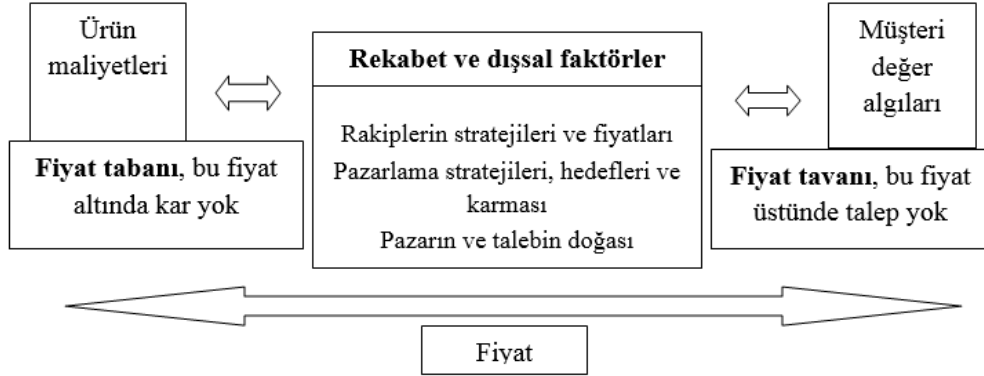 Ürün
maliyetleri
Fiyat tabanı, bu fiyat
altında kar yok
Rekabet ve dışsal faktörler
Rakiplerin stratejileri ve fiyatları
Pazarlama stratejileri, hedefleri ve
karması
Pazarın ve talebin doğası
Müşteri
değer
algıları
Fiyat tavanı, bu fiyat
üstünde talep yok
Fiyat